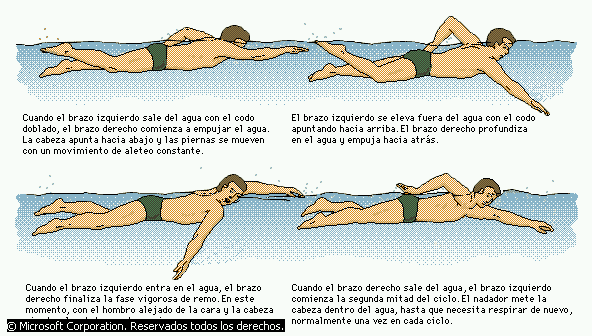 Cuando el brazo izquierdo sale del agua con el codo
doblado, el brazo derecho comienza a empujar el agua.
La cabeza apunta hacia abajo y las piernas se mueven
con un movimiento de aleteo constante.
El brazo izquierdo se eleva fuera del agua con el codo
apuntando hacia arriba. El brazo derecho profundiza
en el agua y empuja hacia atrás.
Cuando el brazo izquierdo entra en el agua, el brazo
derecho finaliza la fase vigorosa de remo. En este
momento, con el hombro alejado de la cara y la cabeza
Cuando el brazo derecho sale del agua, el brazo izquierdo
comienza la segunda mitad del ciclo. El nadador mete la
cabeza dentro del agua, hasta que necesita respirar de nuevo,
normalmente una vez en cada ciclo.
© Microsoft Corporation. Reservados todos los derechos.